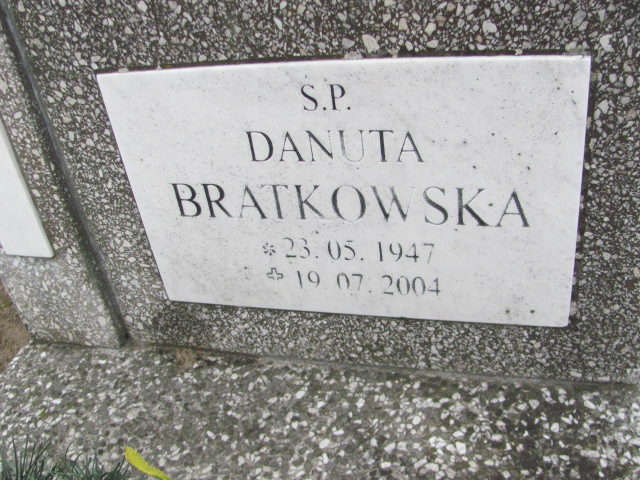 S.P.
DANUTA
BRATKOWSKA
* 23. 05. 1947
✝ 19 07. 2004